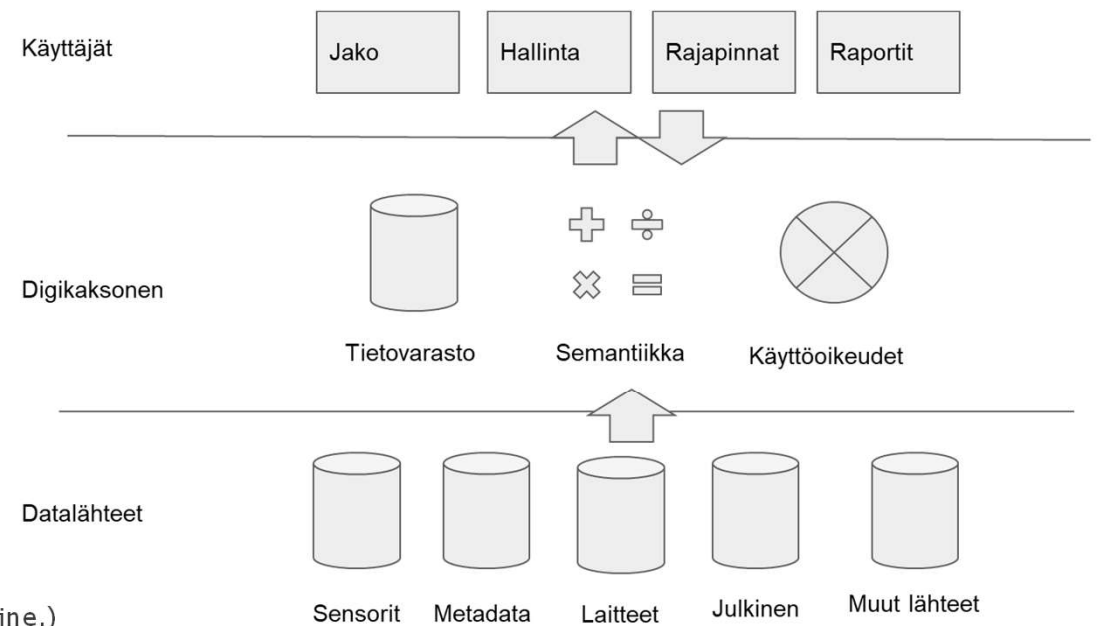 Käyttäjät
Jako
Hallinta
Rajapinnat
Raportit
Digikaksonen
Tietovarasto
Semantiikka
Käyttöoikeudet
Datalähteet
Sensorit
Metadata
Laitteet
Julkinen
Muut lähteet
ine.)